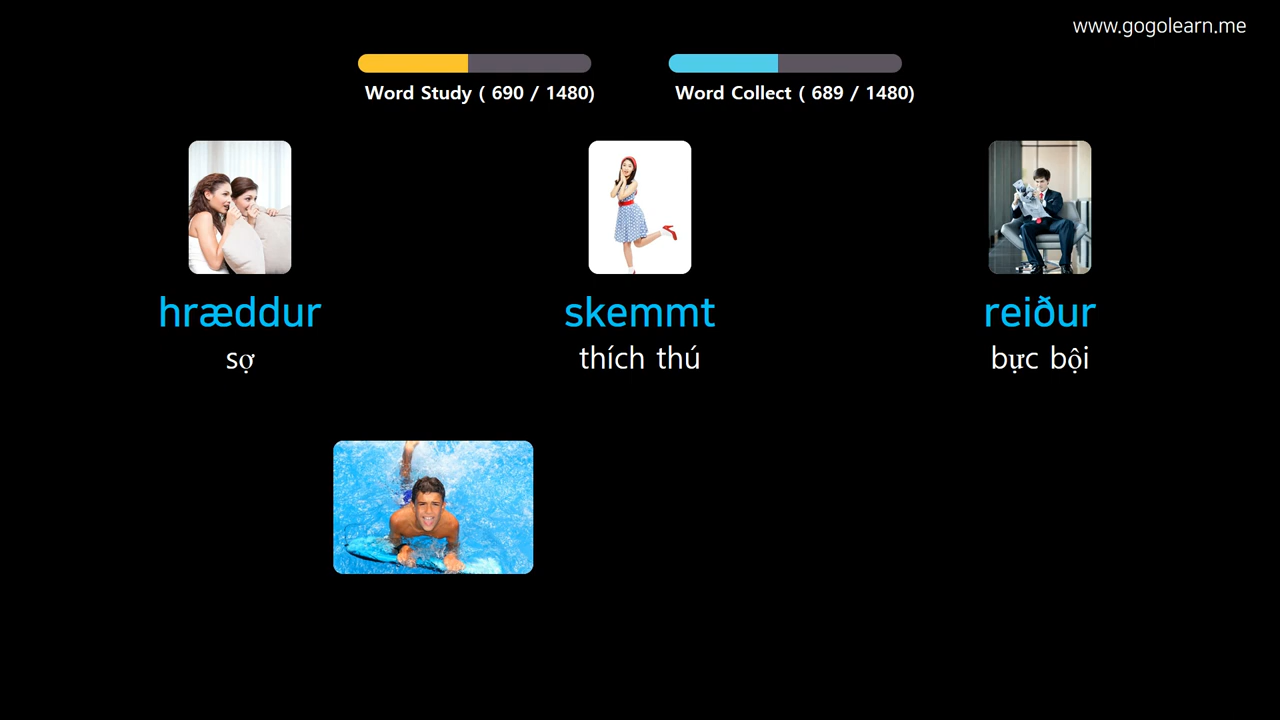 www.gogolearn.me
Word Study ( 690 / 1480)
Word Collect ( 689 / 1480)
hræddur
skemmt
reiður
sợ
thích thú
bực bội